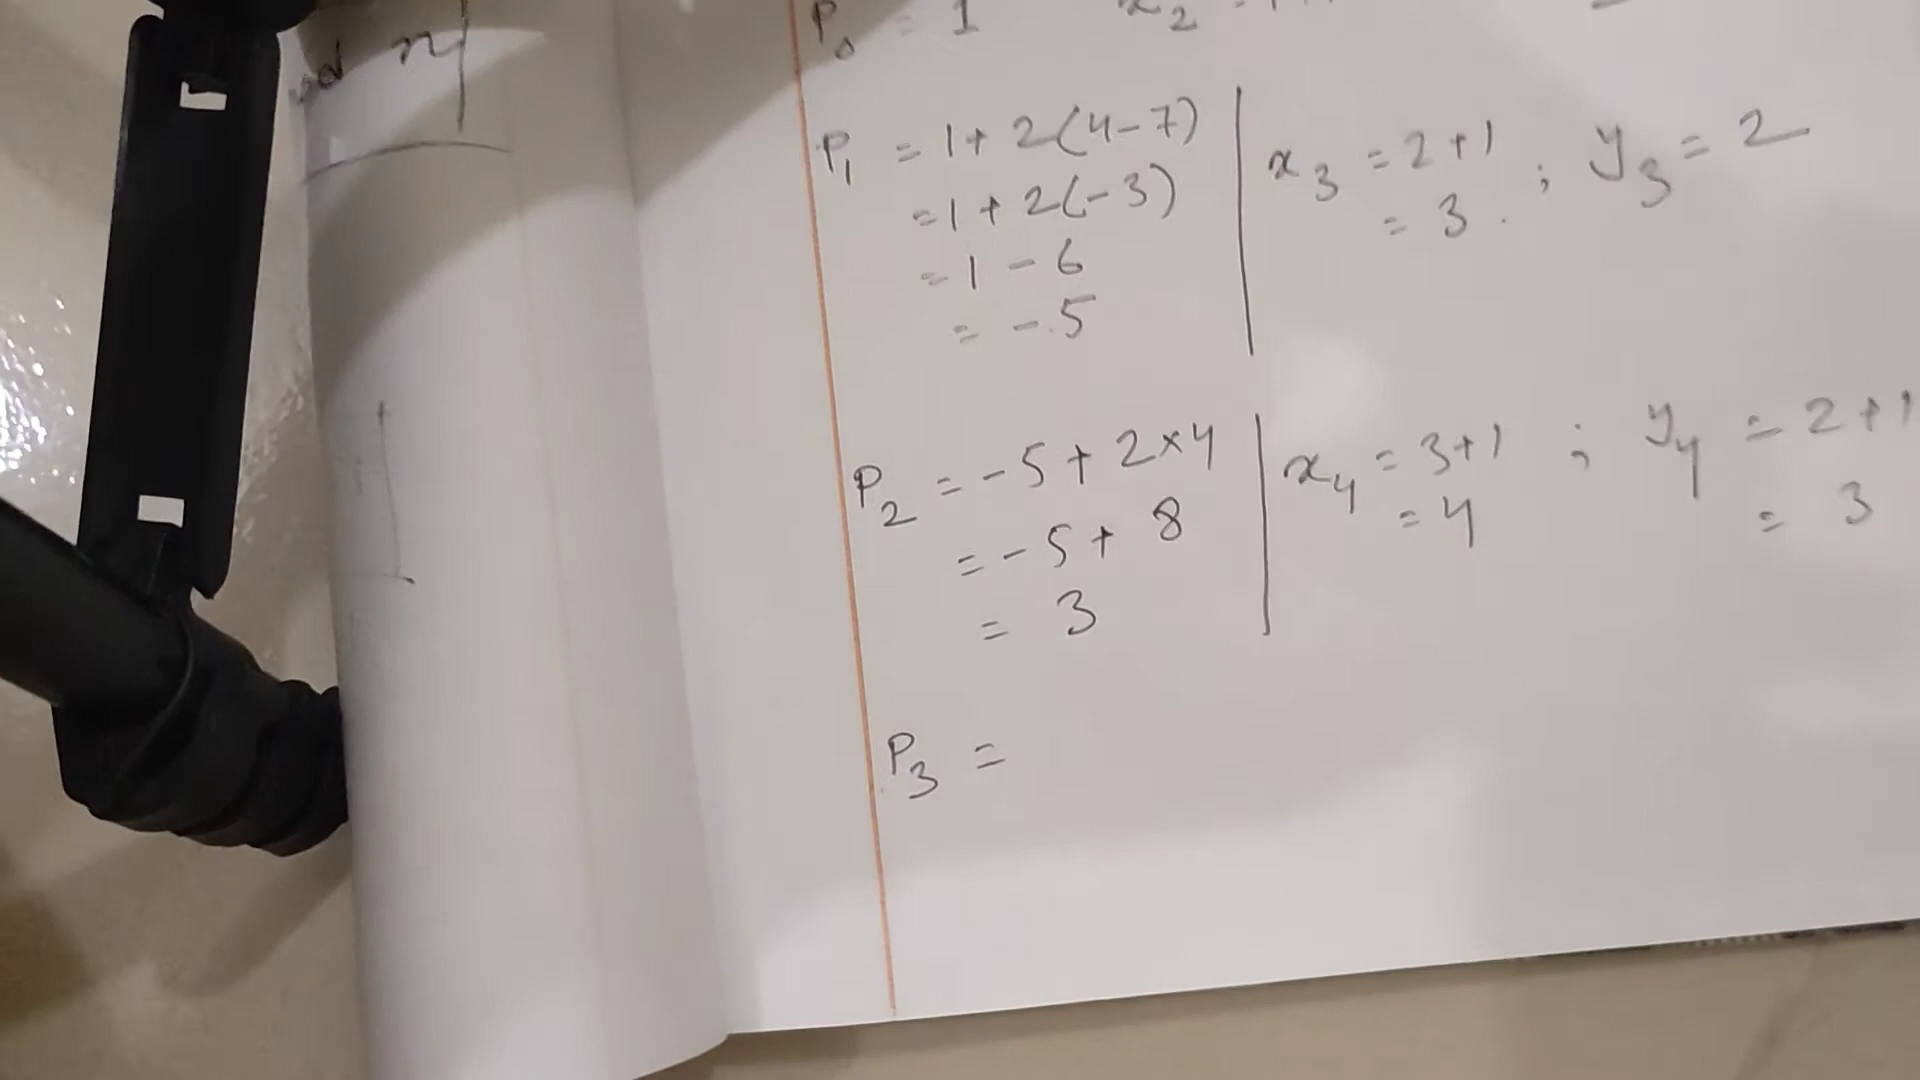 P₀ = 1 x₂ =
n
P₁ = 1 + 2(4 - 7) | x₃ = 2 + 1 ; y₃ = 2
= 1 + 2(-3) = 3.
= 1 - 6
= -5
P₂ = -5 + 2×4 | x₄ = 3+1 ; y₄ = 2+1
= -5 + 8 = 4 = 3
= 3
P₃ =